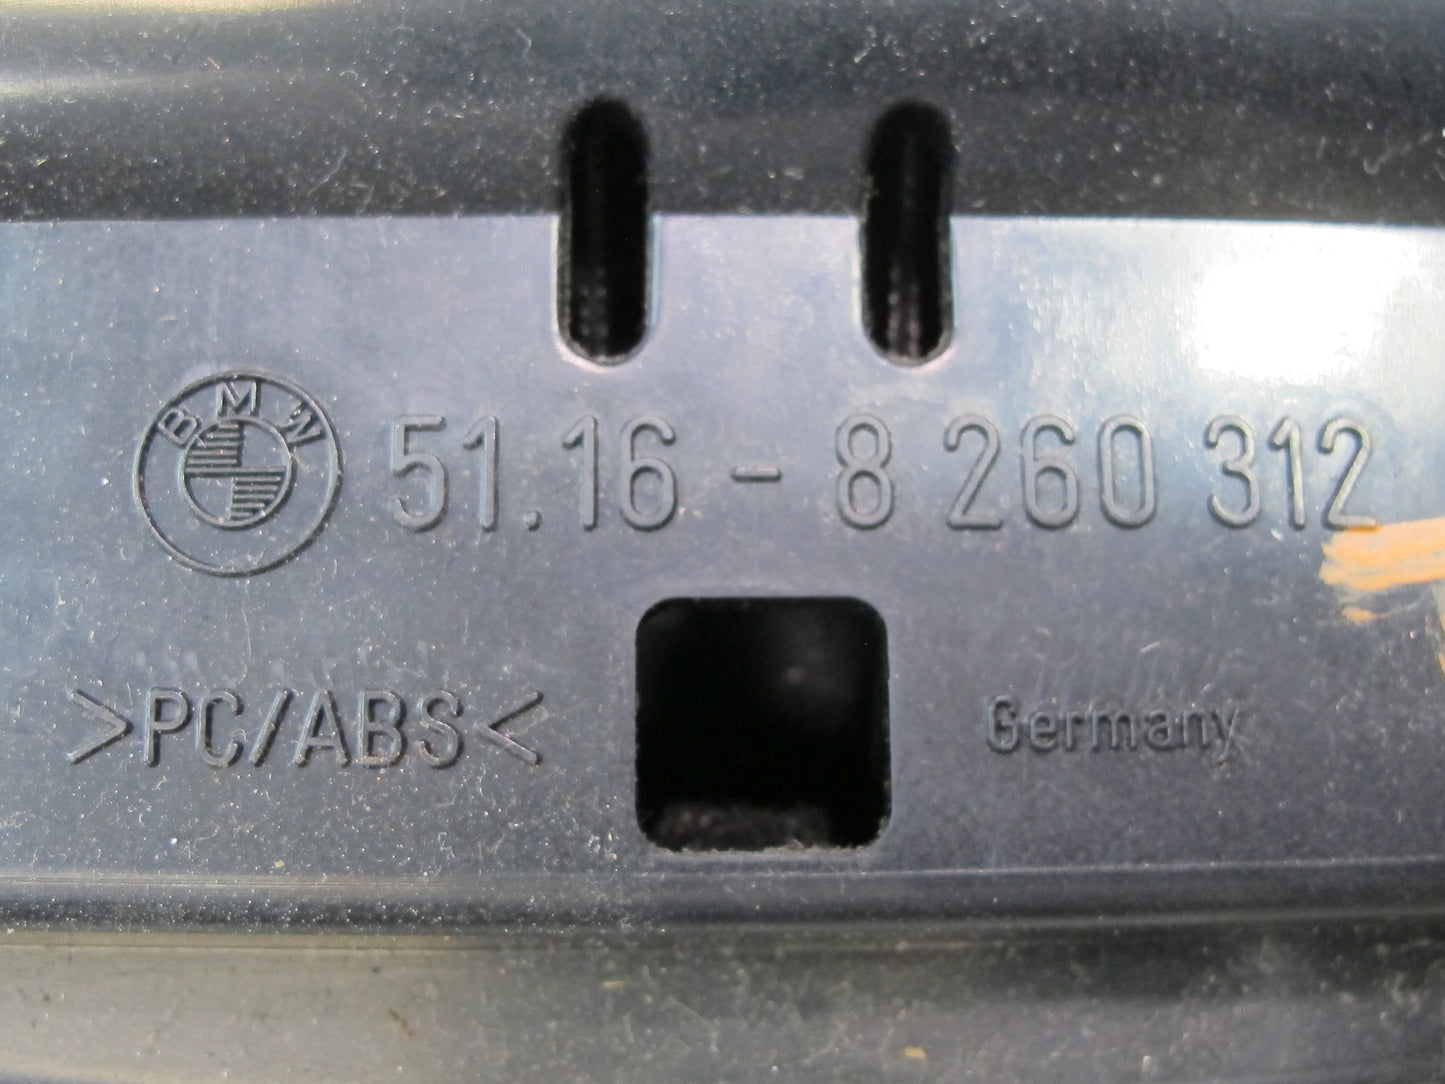 BMW 51.16 - 8 260 312
>PC/ABS<
Germany